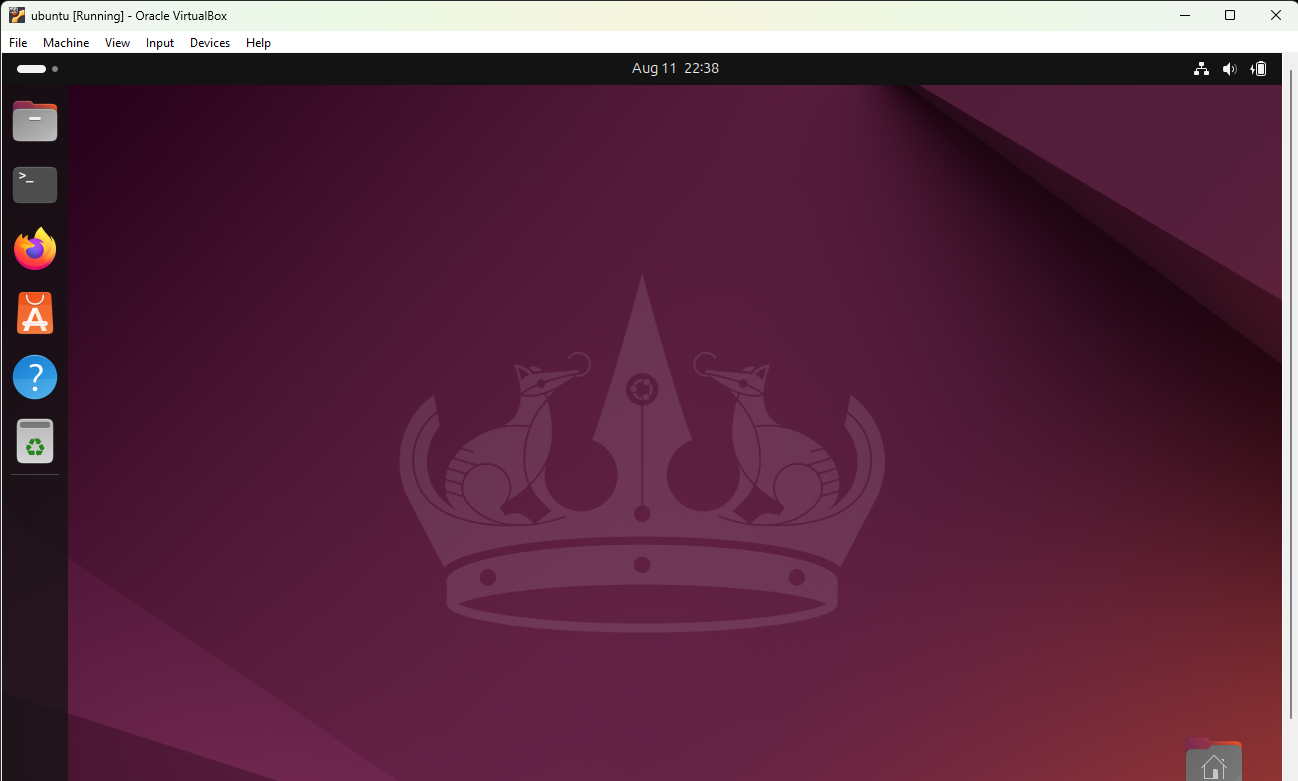 ubuntu [Running] - Oracle VirtualBox
File Machine View Input Devices Help
Aug 11 22:38
>_
A
?